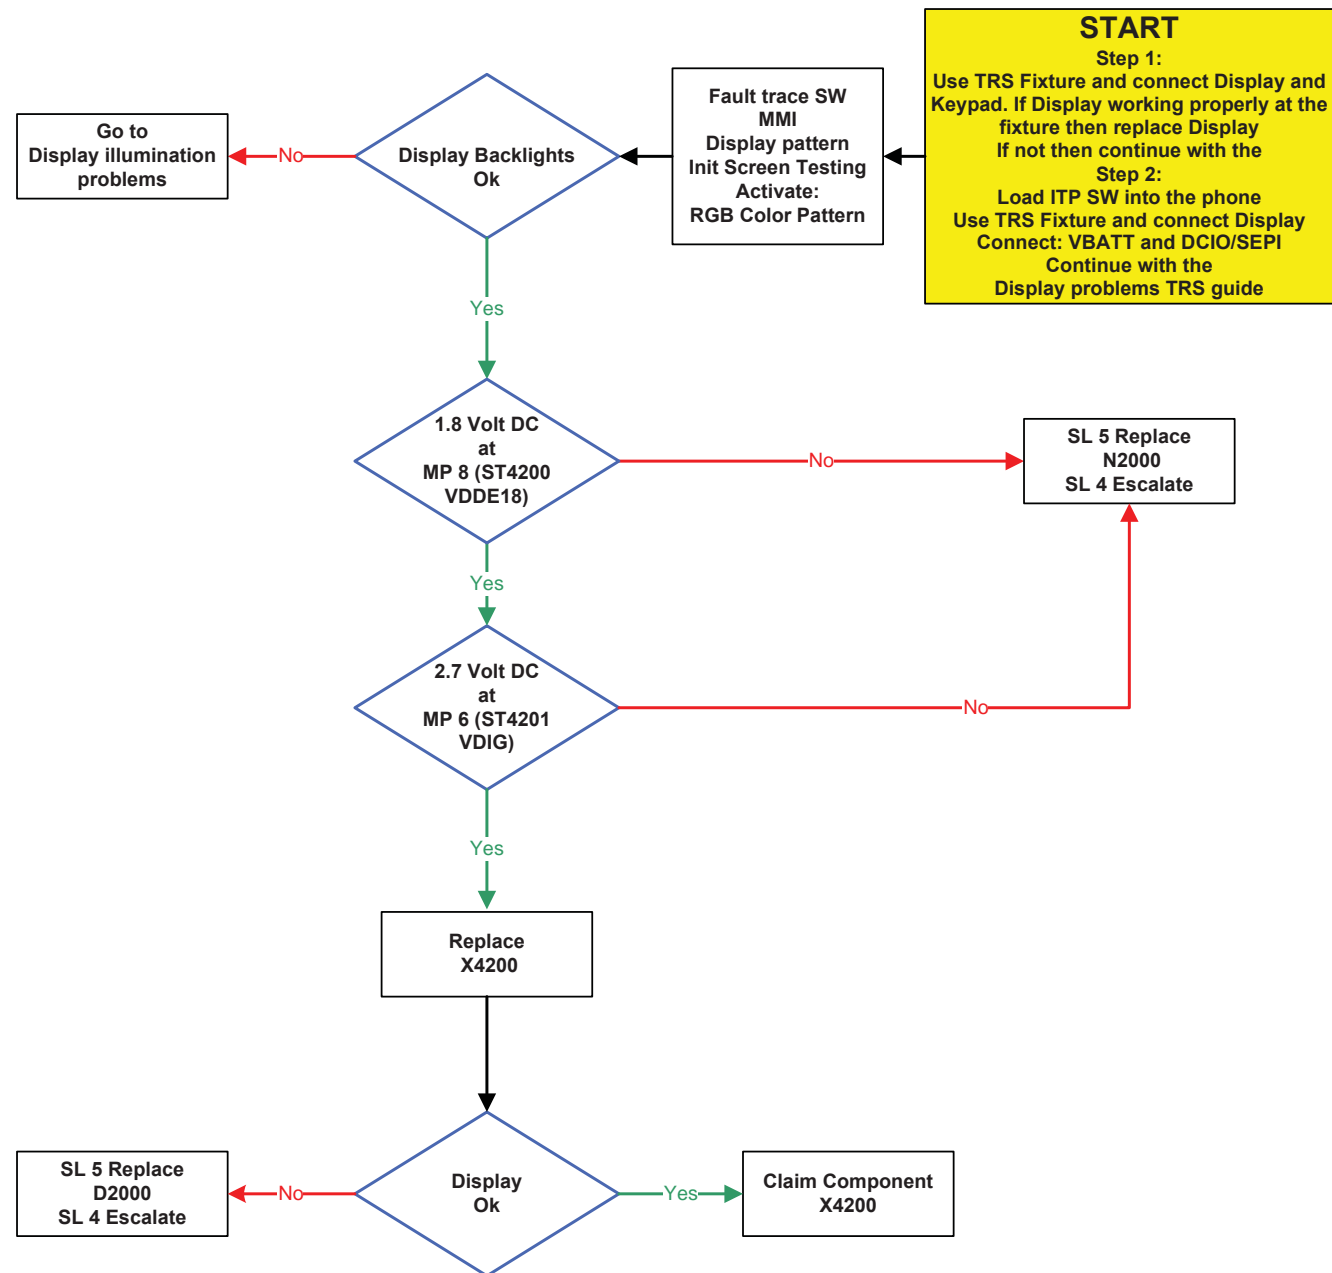 START
Step 1:
Use TRS Fixture and connect Display and
Keypad. If Display working properly at the
fixture then replace Display
If not then continue with the
Step 2:
Load ITP SW into the phone
Use TRS Fixture and connect Display
Connect: VBATT and DCIO/SEPI
Continue with the
Display problems TRS guide
Fault trace SW
MMI
Display pattern
Init Screen Testing
Activate:
RGB Color Pattern
Display Backlights
Ok
No
Go to
Display illumination
problems
Yes
1.8 Volt DC
at
MP 8 (ST4200
VDDE18)
No
SL 5 Replace
N2000
SL 4 Escalate
Yes
2.7 Volt DC
at
MP 6 (ST4201
VDIG)
No
Yes
Replace
X4200
Display
Ok
No
SL 5 Replace
D2000
SL 4 Escalate
Yes
Claim Component
X4200